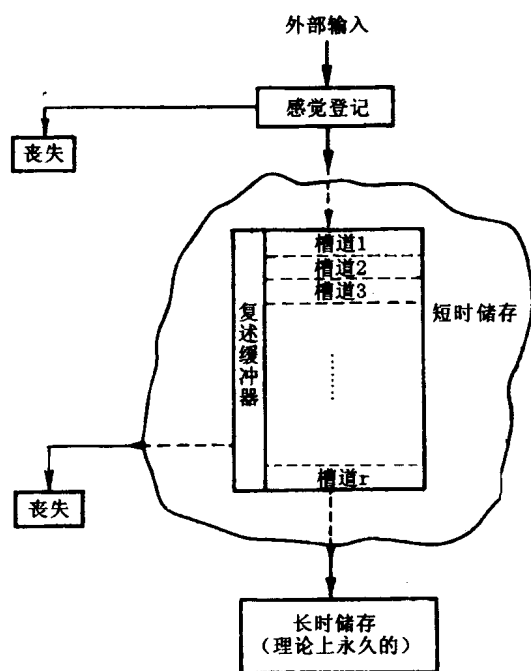 外部输入
感觉登记
丧失
槽道1
槽道2
槽道3
复述缓冲器
短时储存
槽道r
丧失
长时储存
（理论上永久的）